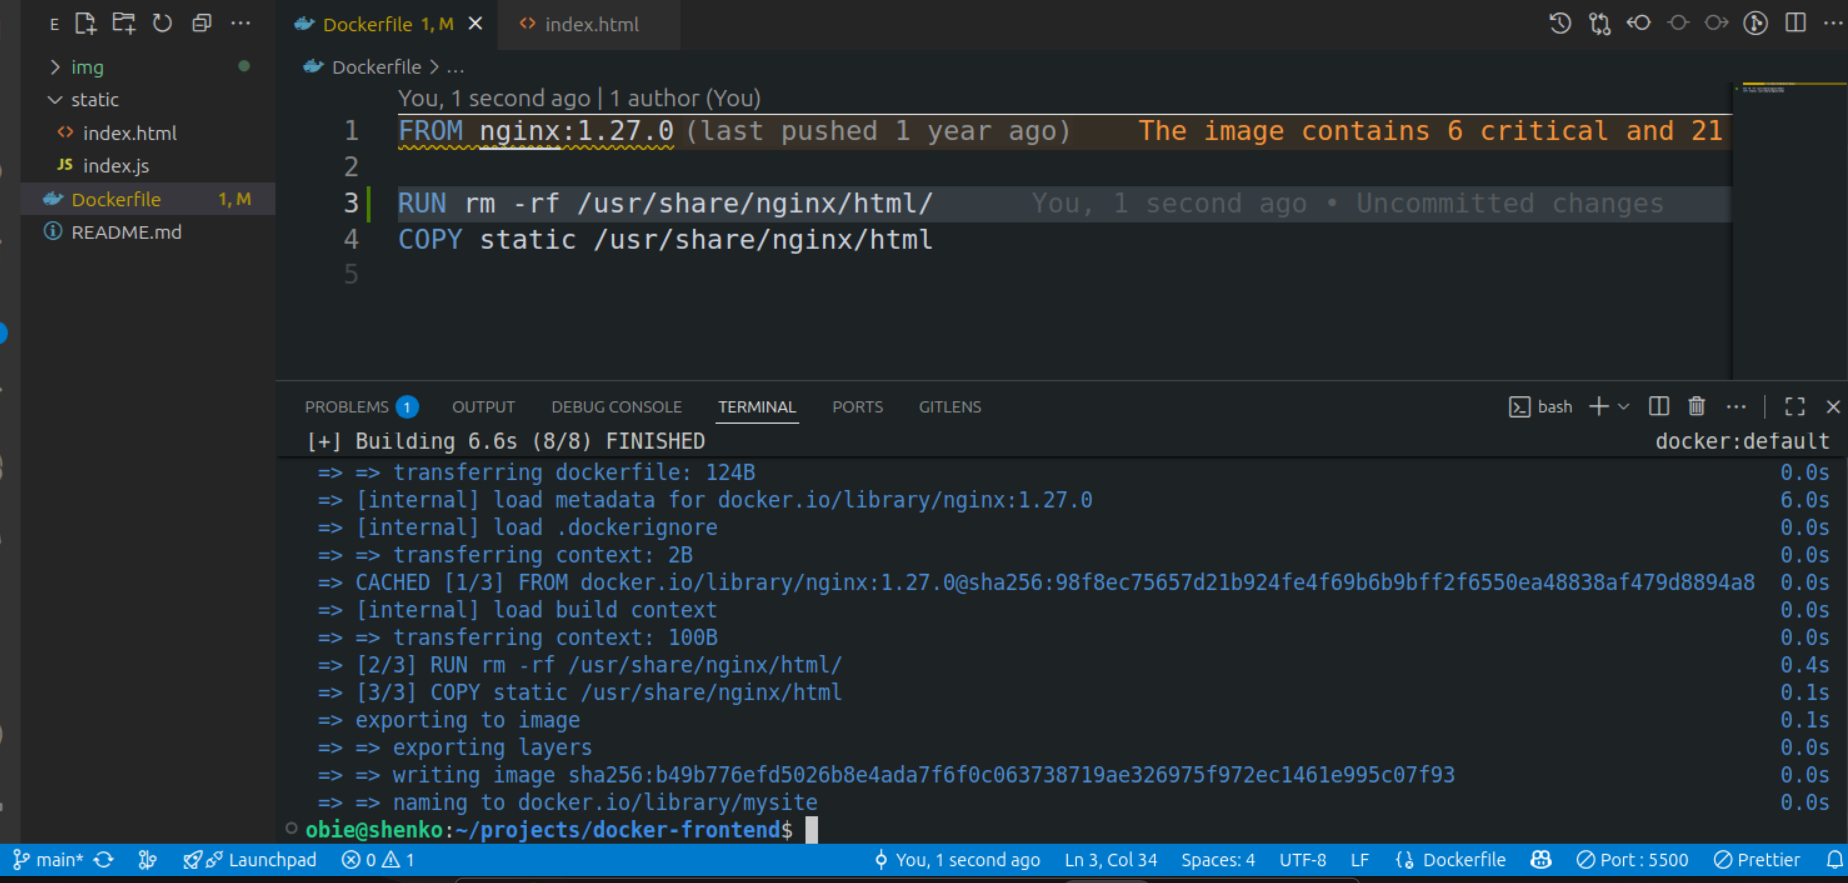 E
img
static
index.html
JS index.js
Dockerfile 1, M
README.md
Dockerfile 1, M
index.html
Dockerfile > ...
You, 1 second ago | 1 author (You)
1 FROM nginx:1.27.0 (last pushed 1 year ago) The image contains 6 critical and 21
2
3 RUN rm -rf /usr/share/nginx/html/ You, 1 second ago • Uncommitted changes
4 COPY static /usr/share/nginx/html
5
PROBLEMS 1 OUTPUT DEBUG CONSOLE TERMINAL PORTS GITLENS
bash
[+] Building 6.6s (8/8) FINISHED docker:default
=> => transferring dockerfile: 124B 0.0s
=> [internal] load metadata for docker.io/library/nginx:1.27.0 6.0s
=> [internal] load .dockerignore 0.0s
=> => transferring context: 2B 0.0s
=> CACHED [1/3] FROM docker.io/library/nginx:1.27.0@sha256:98f8ec75657d21b924fe4f69b6b9bff2f6550ea48838af479d8894a8 0.0s
=> [internal] load build context 0.0s
=> => transferring context: 100B 0.0s
=> [2/3] RUN rm -rf /usr/share/nginx/html/ 0.4s
=> [3/3] COPY static /usr/share/nginx/html 0.1s
=> exporting to image 0.1s
=> => exporting layers 0.0s
=> => writing image sha256:b49b776efd5026b8e4ada7f6f0c063738719ae326975f972ec1461e995c07f93 0.0s
=> => naming to docker.io/library/mysite 0.0s
obie@shenko:~/projects/docker-frontend$
main* Launchpad 0 1 You, 1 second ago Ln 3, Col 34 Spaces: 4 UTF-8 LF Dockerfile Port : 5500 Prettier